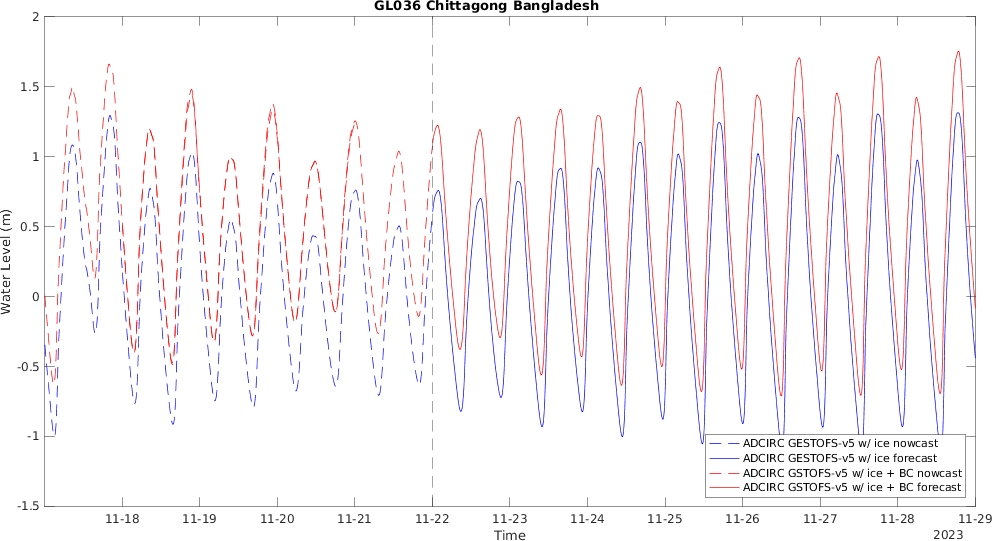 GL036 Chittagong Bangladesh
2
1.5
1
0.5
0
-0.5
-1
-1.5
Water Level (m)
ADCIRC GESTOFS-v5 w/ ice nowcast
ADCIRC GESTOFS-v5 w/ ice forecast
ADCIRC GSTOFS-v5 w/ ice + BC nowcast
ADCIRC GSTOFS-v5 w/ ice + BC forecast
11-18 11-19 11-20 11-21 11-22 11-23 11-24 11-25 11-26 11-27 11-28 11-29
Time
2023